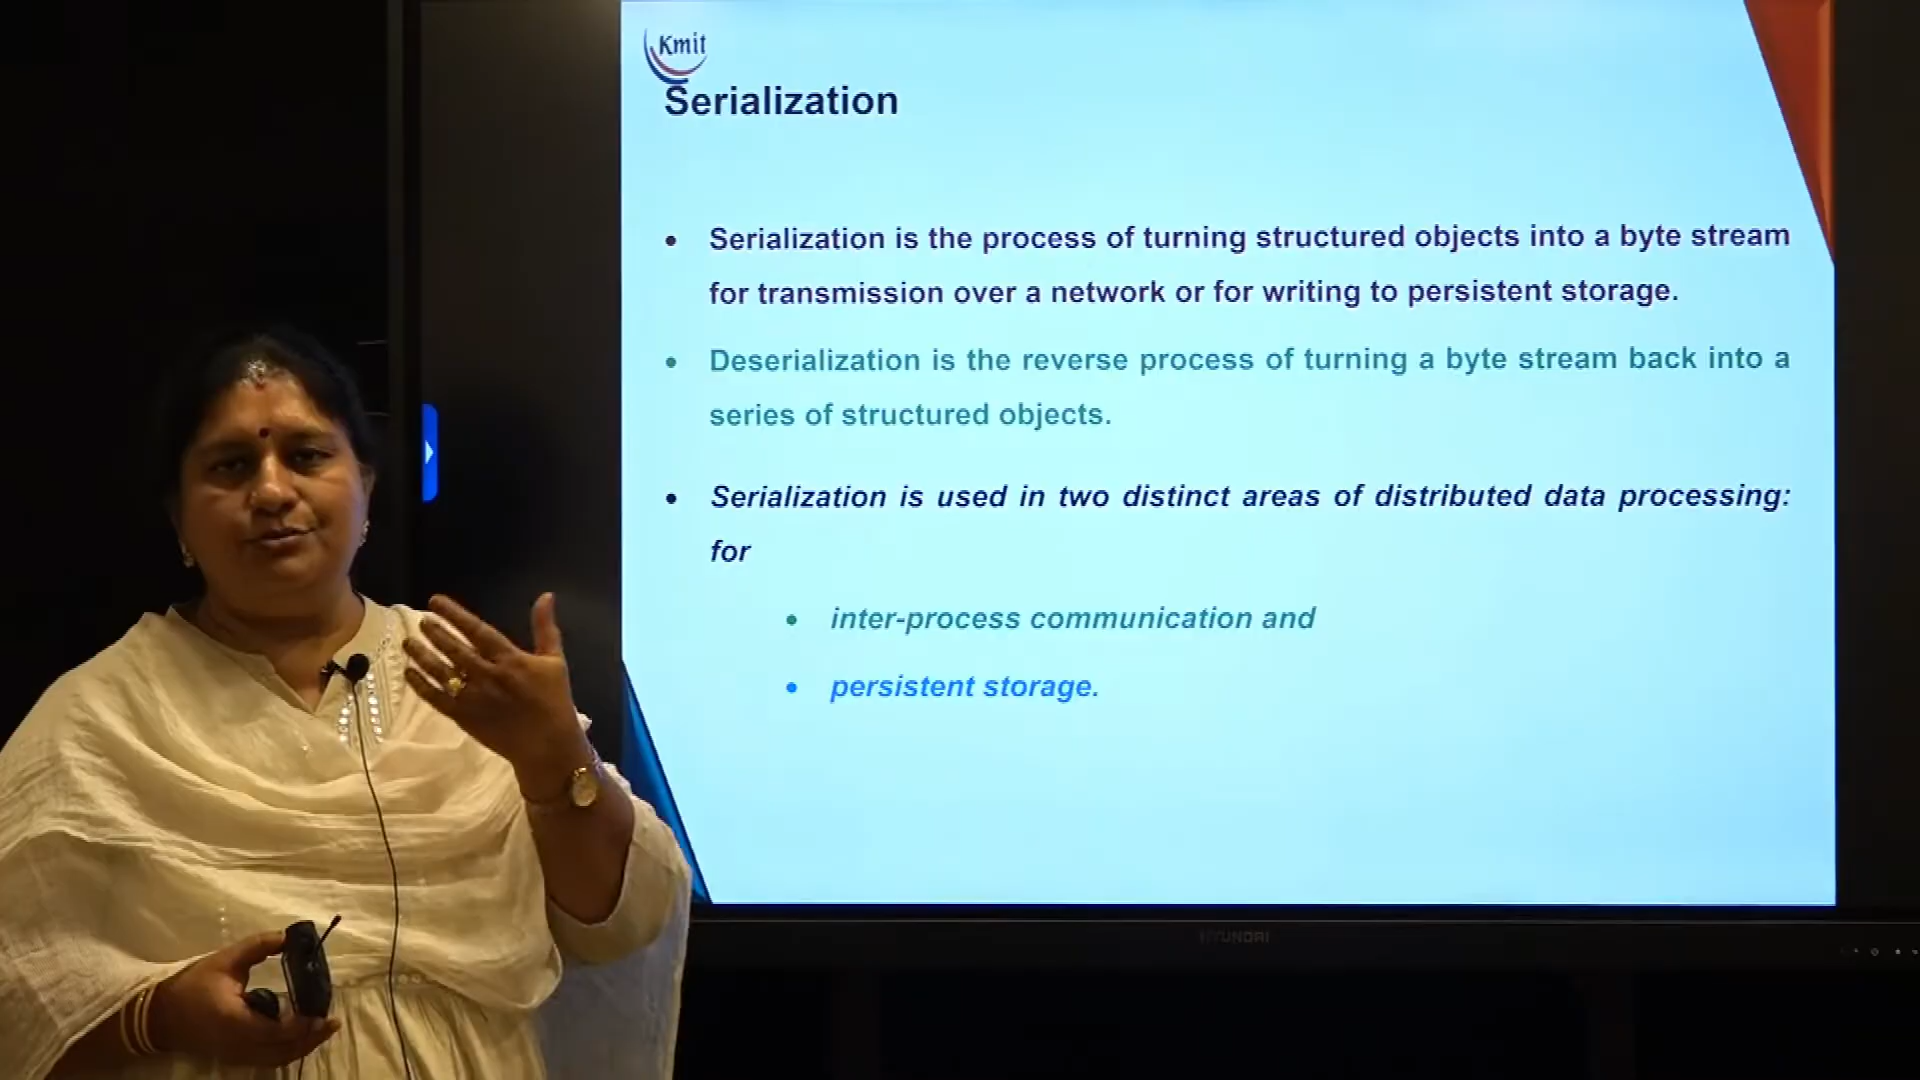 Kmit
Serialization
• Serialization is the process of turning structured objects into a byte stream
for transmission over a network or for writing to persistent storage.
• Deserialization is the reverse process of turning a byte stream back into a
series of structured objects.
• Serialization is used in two distinct areas of distributed data processing:
for
• inter-process communication and
• persistent storage.
HYUNDAI